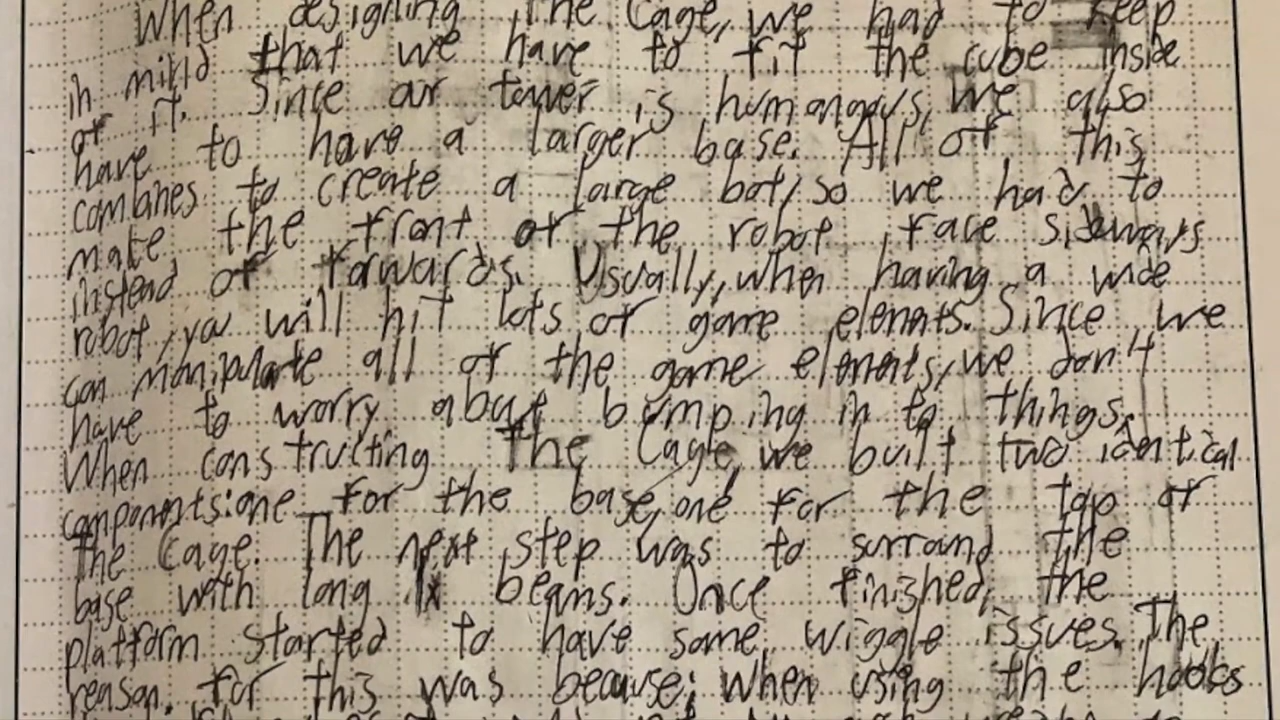 When designing The Cage, we had to keep
in mind that we have to fit the cube inside
of it. Since our tower is humongous, we also
have to have a larger base. All of this
combines to create a large bot, so we had to
make the front of the robot face sideways
instead of forwards. Usually, when having a wide
robot, you will hit lots of game elements. Since we
can manipulate all of the game elements, we don't
have to worry about bumping in to things.
When constructing The Cage, we built two identical
components: one for the base, one for the top of
The Cage. The next step was to surround the
base with long 1x beams. Once finished, the
platform started to have some wiggle issues. The
reason for this was because; when using the hooks